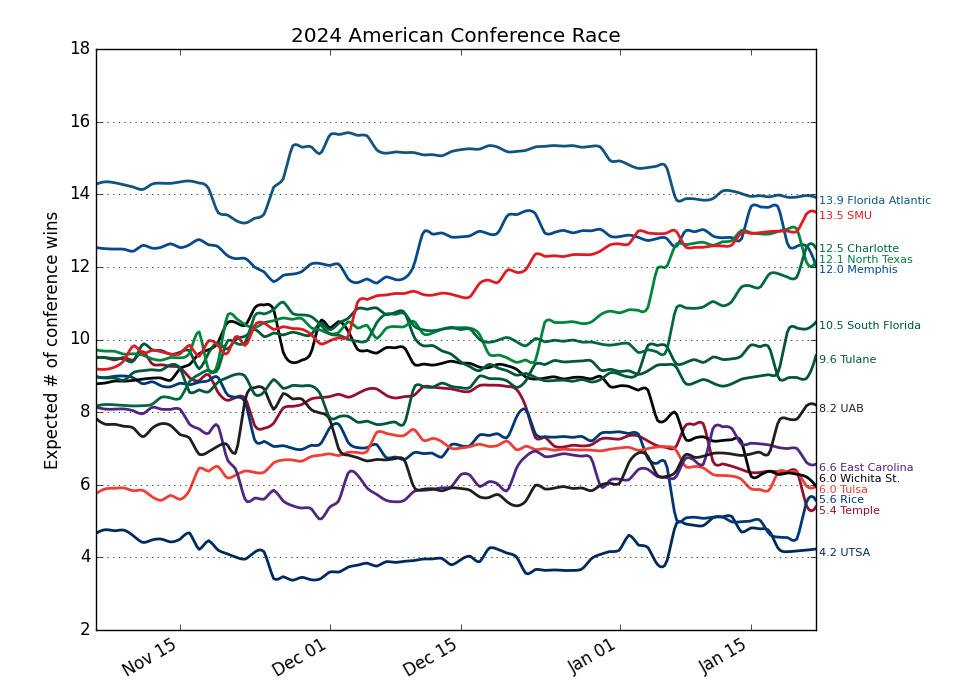 2024 American Conference Race
Expected # of conference wins
18
16
14
12
10
8
6
4
2
Nov 15
Dec 01
Dec 15
Jan 01
Jan 15
13.9 Florida Atlantic
13.5 SMU
12.5 Charlotte
12.1 North Texas
12.0 Memphis
10.5 South Florida
9.6 Tulane
8.2 UAB
6.6 East Carolina
6.0 Wichita St.
6.0 Tulsa
5.6 Rice
5.4 Temple
4.2 UTSA